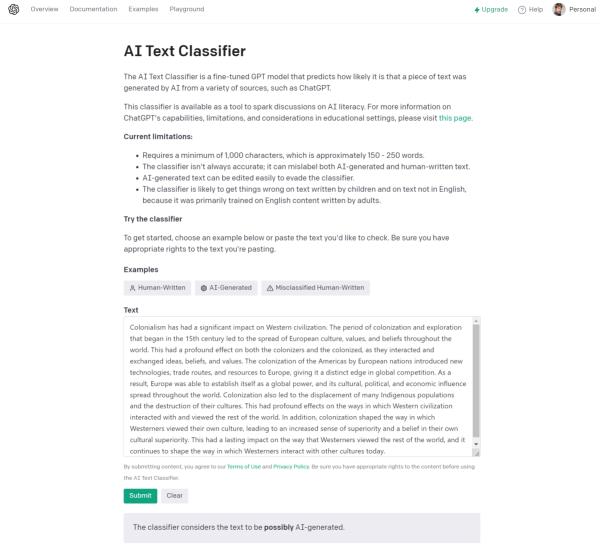 Overview Documentation Examples Playground Upgrade Help Personal
AI Text Classifier
The AI Text Classifier is a fine-tuned GPT model that predicts how likely it is that a piece of text was
generated by AI from a variety of sources, such as ChatGPT.
This classifier is available as a tool to spark discussions on AI literacy. For more information on
ChatGPT's capabilities, limitations, and considerations in educational settings, please visit this page.
Current limitations:
• Requires a minimum of 1,000 characters, which is approximately 150 - 250 words.
• The classifier isn't always accurate; it can mislabel both AI-generated and human-written text.
• AI-generated text can be edited easily to evade the classifier.
• The classifier is likely to get things wrong on text written by children and on text not in English,
because it was primarily trained on English content written by adults.
Try the classifier
To get started, choose an example below or paste the text you'd like to check. Be sure you have
appropriate rights to the text you're pasting.
Examples
Human-Written AI-Generated Misclassified Human-Written
Text
Colonialism has had a significant impact on Western civilization. The period of colonization and exploration
that began in the 15th century led to the spread of European culture, values, and beliefs throughout the
world. This had a profound effect on both the colonizers and the colonized, as they interacted and
exchanged ideas, beliefs, and values. The colonization of the Americas by European nations introduced new
technologies, trade routes, and resources to Europe, giving it a distinct edge in global competition. As a
result, Europe was able to establish itself as a global power, and its cultural, political, and economic influence
spread throughout the world. Colonization also led to the displacement of many Indigenous populations
and the destruction of their cultures. This had profound effects on the ways in which Western civilization
interacted with and viewed the rest of the world. In addition, colonization shaped the way in which
Westerners viewed their own culture, leading to an increased sense of superiority and a belief in their own
cultural superiority. This had a lasting impact on the way that Westerners viewed the rest of the world, and it
continues to shape the way in which Westerners interact with other cultures today.
By submitting content, you agree to our Terms of Use and Privacy Policy. Be sure you have appropriate rights to the content before using
the AI Text Classifier.
Submit Clear
The classifier considers the text to be possibly AI-generated.